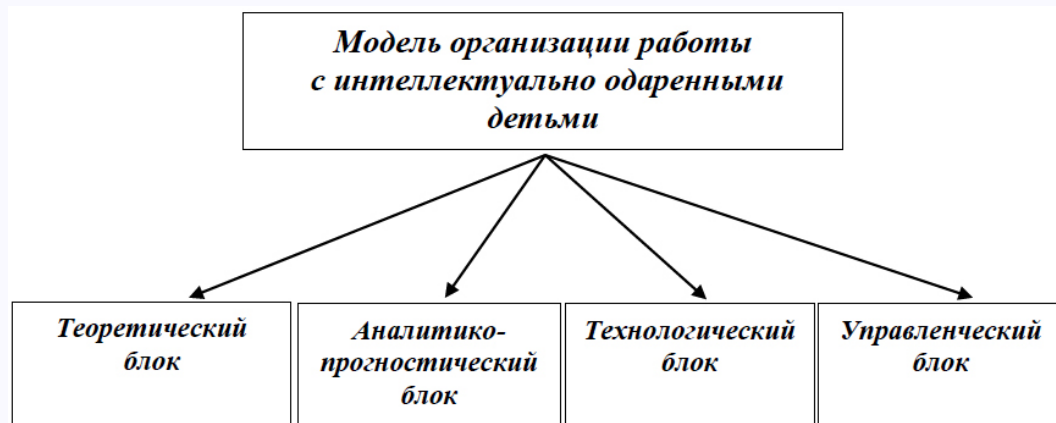 Модель организации работы
с интеллектуально одаренными
детьми
Теоретический
блок
Аналитико-
прогностический
блок
Технологический
блок
Управленческий
блок